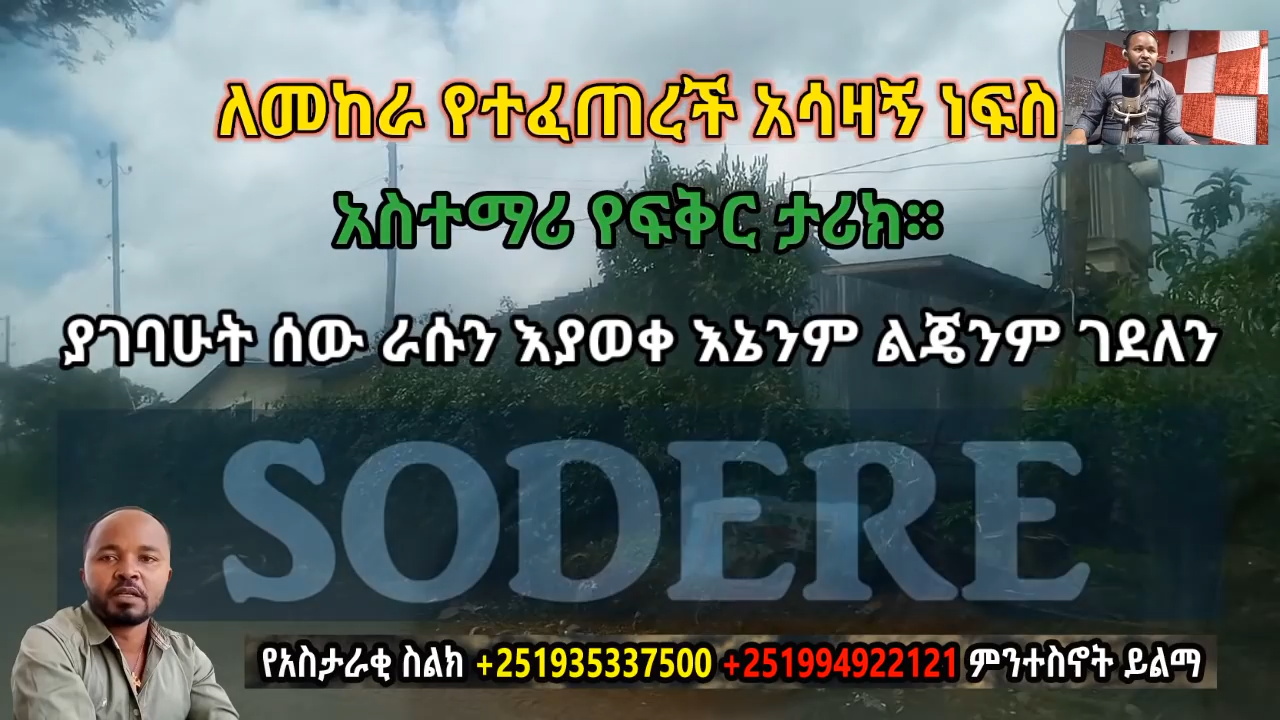 ለመከራ የተፈጠረች አሳዛኝ ነፍስ
አስተማሪ የፍቅር ታሪክ።
ያገባሁት ሰው ራሱን እያወቀ እኔንም ልጄንም ገደለን
SODERE
የአስታራቂ ስልክ +251935337500 +251994922121 ምንተስኖት ይልማ